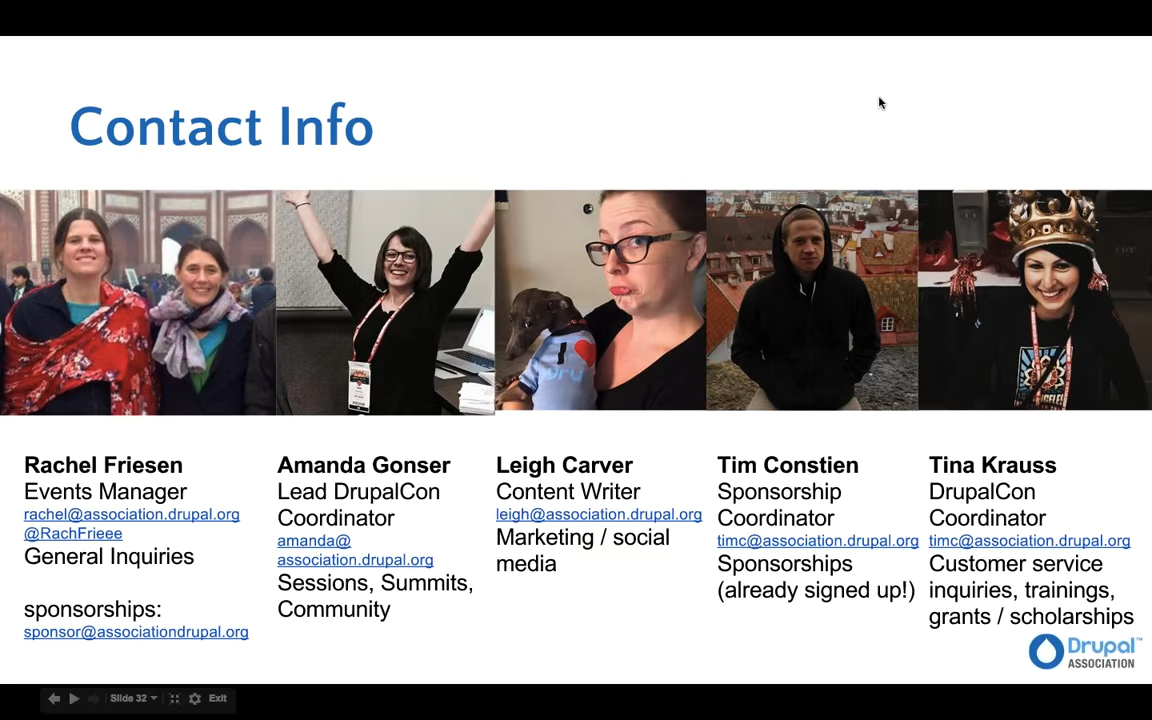 Contact Info
I
Dru
Rachel Friesen
Events Manager
rachel@association.drupal.org
@RachFrieee
General Inquiries
sponsorships:
sponsor@associationdrupal.org
Amanda Gonser
Lead DrupalCon
Coordinator
amanda@
association.drupal.org
Sessions, Summits,
Community
Leigh Carver
Content Writer
leigh@association.drupal.org
Marketing / social
media
Tim Constien
Sponsorship
Coordinator
timc@association.drupal.org
Sponsorships
(already signed up!)
Tina Krauss
DrupalCon
Coordinator
timc@association.drupal.org
Customer service
inquiries, trainings,
grants / scholarships
Drupal™
ASSOCIATION
Slide 32
Exit